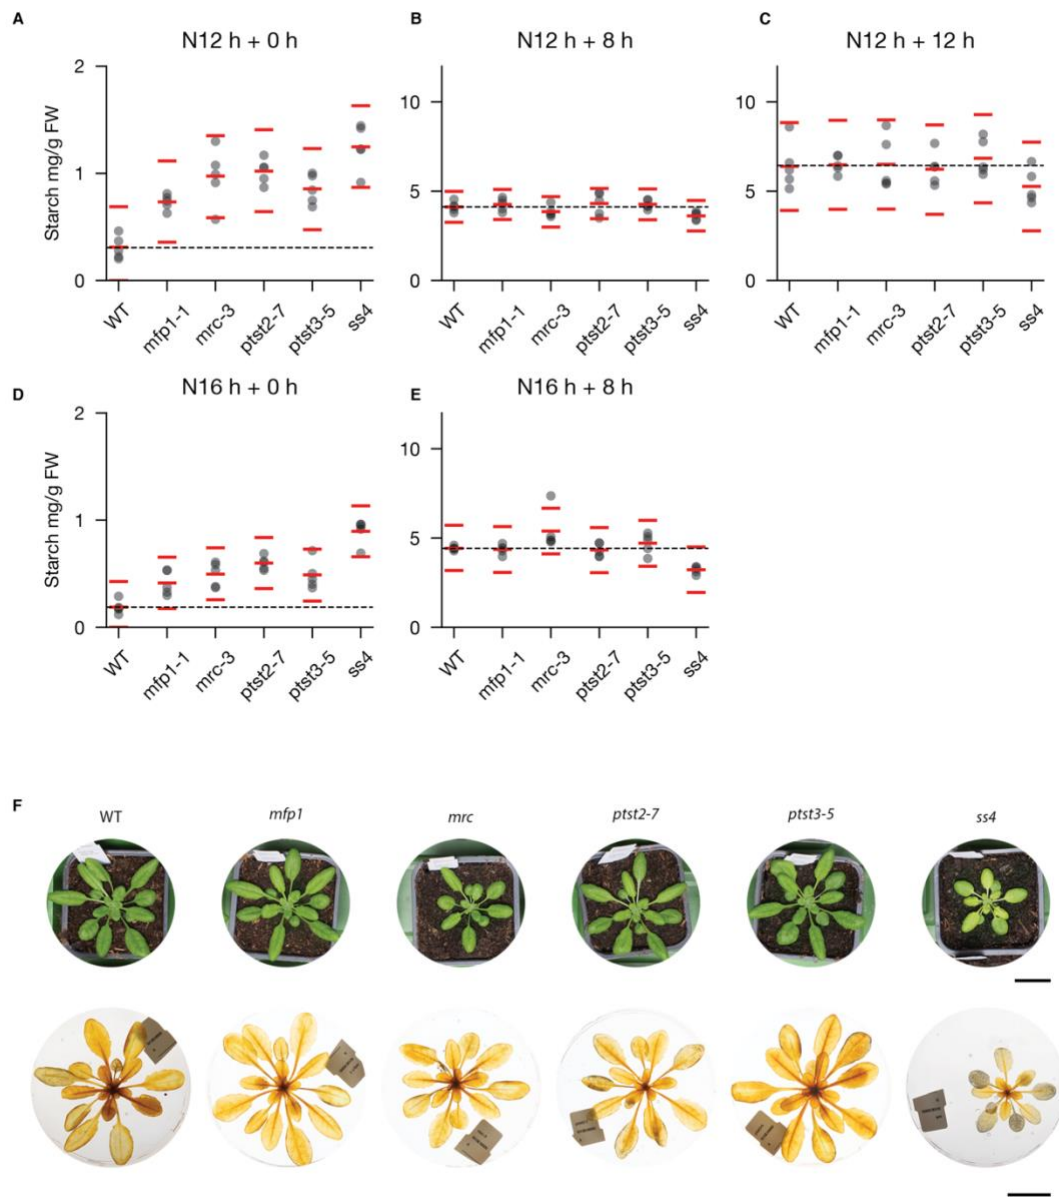 A
N12 h + 0 h
B
N12 h + 8 h
C
N12 h + 12 h
Starch mg/g FW
2
1
0
WT
mfp1-1
mrc-3
ptst2-7
ptst3-5
ss4
10
5
0
WT
mfp1-1
mrc-3
ptst2-7
ptst3-5
ss4
10
5
0
WT
mfp1-1
mrc-3
ptst2-7
ptst3-5
ss4
D
N16 h + 0 h
E
N16 h + 8 h
Starch mg/g FW
2
1
0
WT
mfp1-1
mrc-3
ptst2-7
ptst3-5
ss4
10
5
0
WT
mfp1-1
mrc-3
ptst2-7
ptst3-5
ss4
F
WT
mfp1
mrc
ptst2-7
ptst3-5
ss4